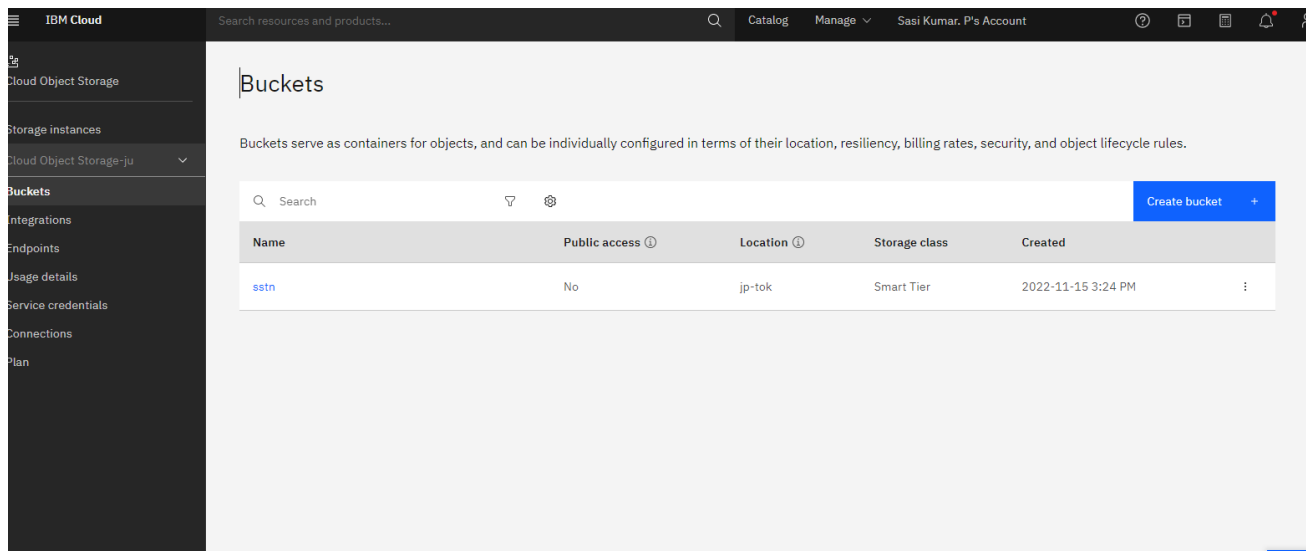 IBM Cloud
Search resources and products...
Catalog
Manage
Sasi Kumar. P's Account
Cloud Object Storage
Storage instances
Cloud Object Storage-ju
Buckets
Integrations
Endpoints
Usage details
Service credentials
Connections
Plan
Buckets
Buckets serve as containers for objects, and can be individually configured in terms of their location, resiliency, billing rates, security, and object lifecycle rules.
Search
Create bucket +
Name Public access Location Storage class Created
sstn No jp-tok Smart Tier 2022-11-15 3:24 PM